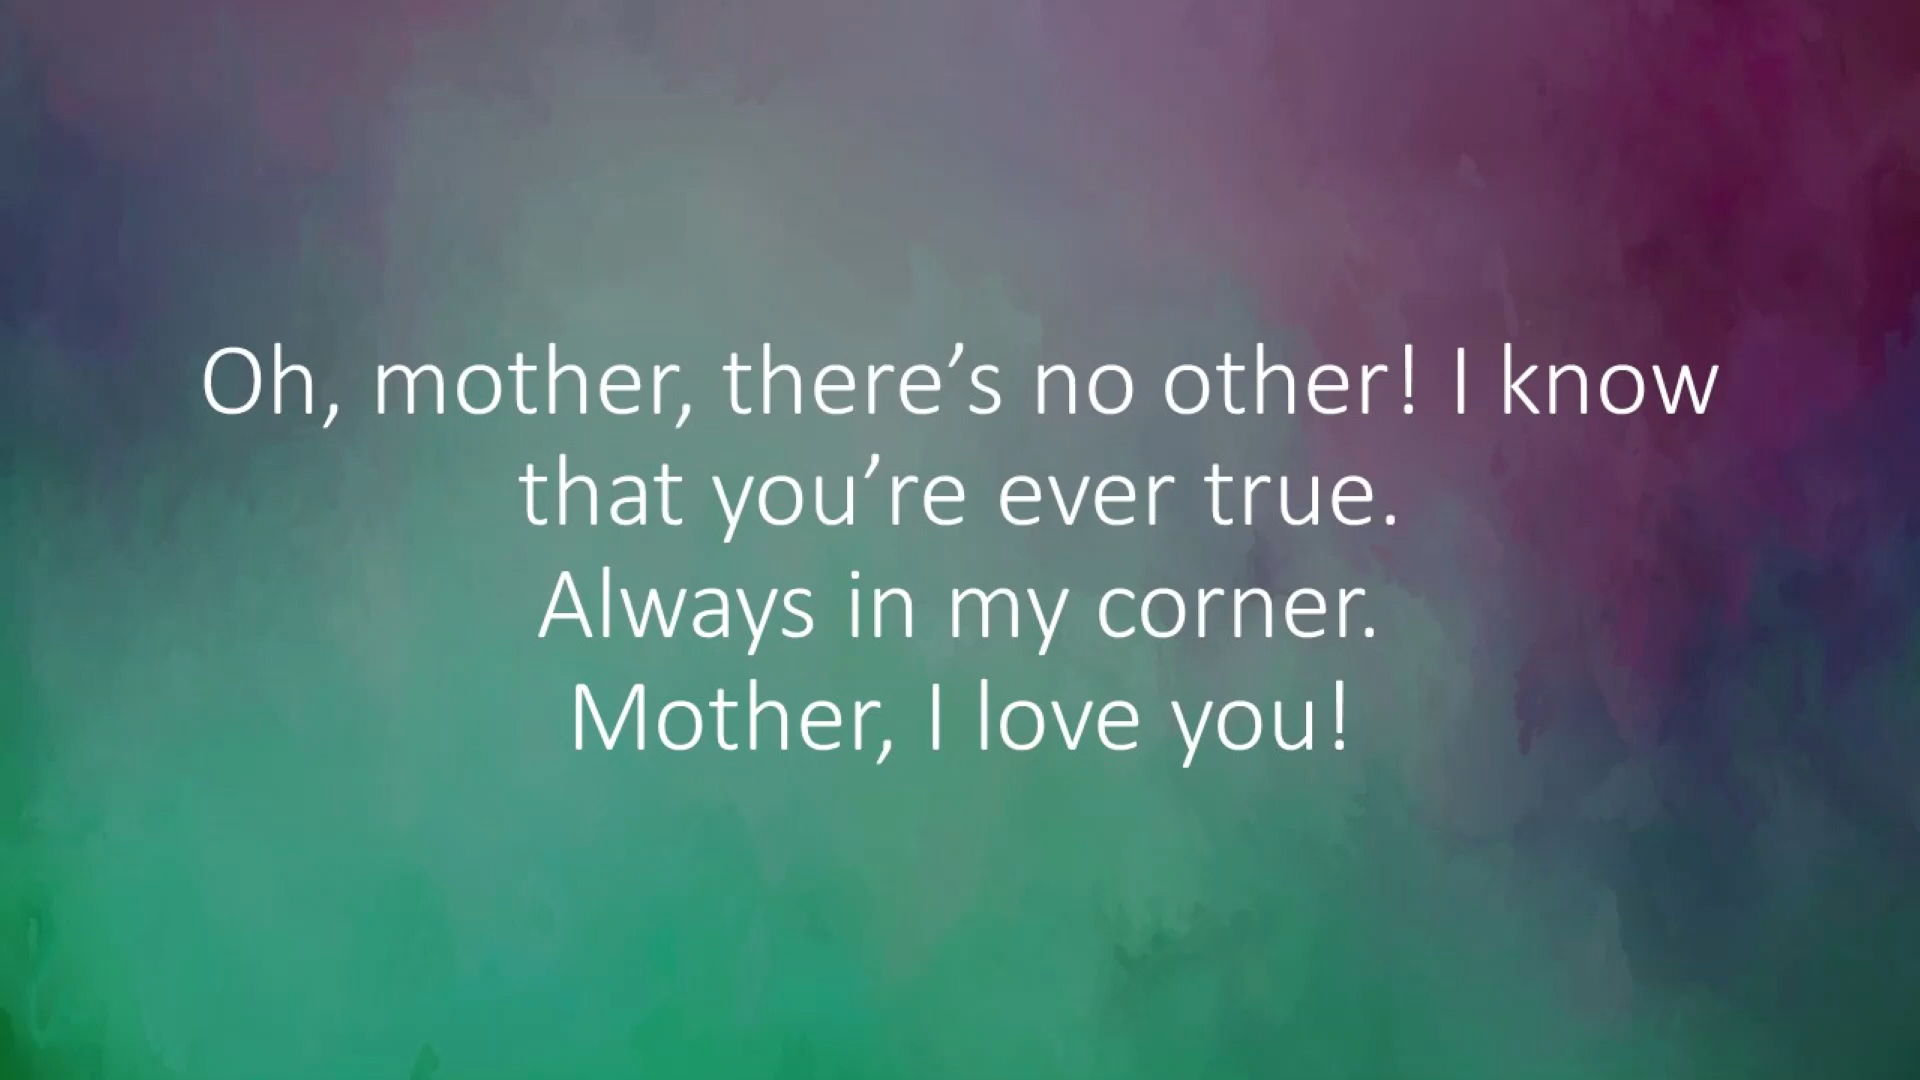 Oh, mother, there’s no other! I know
that you’re ever true.
Always in my corner.
Mother, I love you!